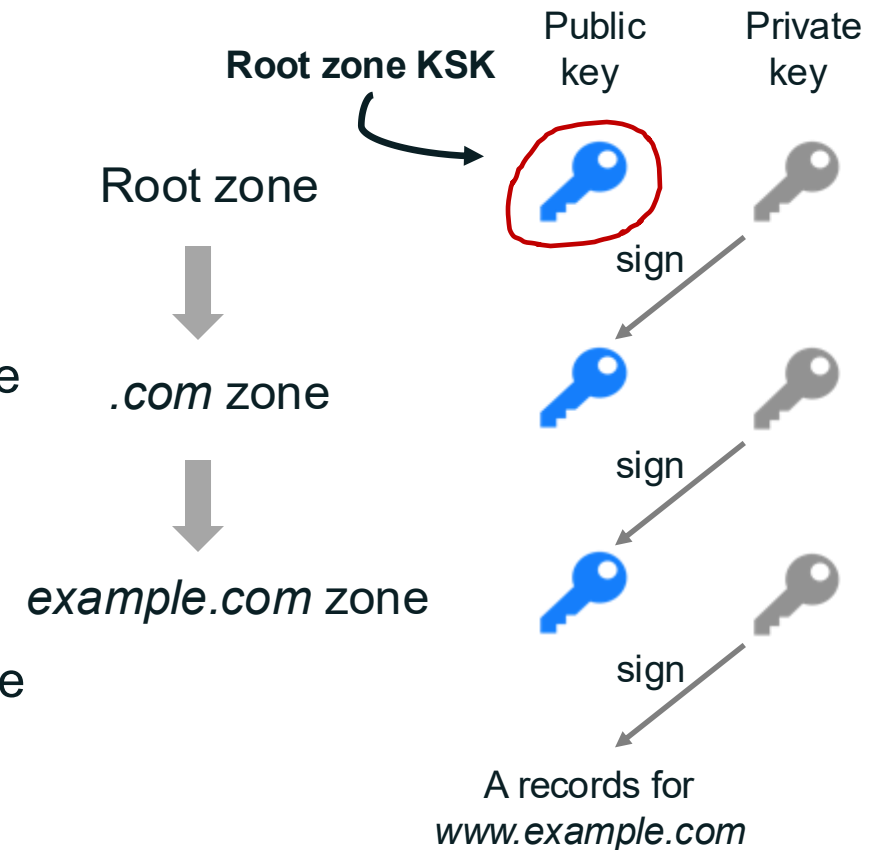 Public
key
Private
key
Root zone KSK
Root zone
sign
.com zone
sign
example.com zone
sign
A records for
www.example.com